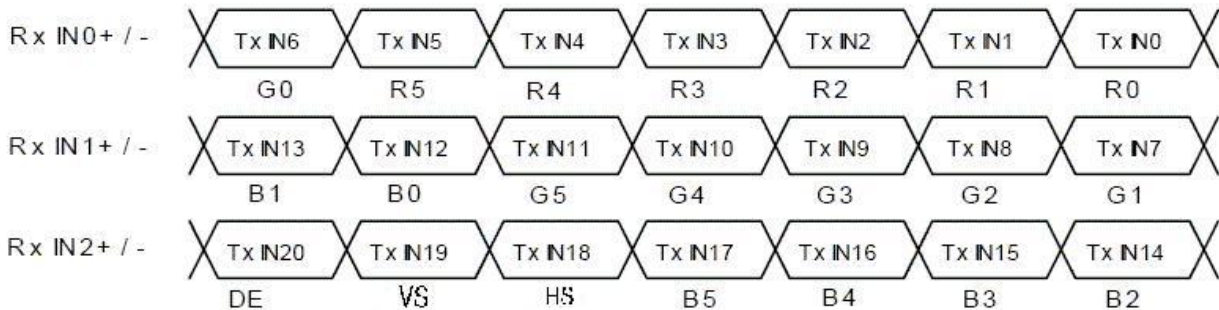 Rx IN0+ / - Tx IN6 Tx IN5 Tx IN4 Tx IN3 Tx IN2 Tx IN1 Tx IN0
G0 R5 R4 R3 R2 R1 R0
Rx IN1+ / - Tx IN13 Tx IN12 Tx IN11 Tx IN10 Tx IN9 Tx IN8 Tx IN7
B1 B0 G5 G4 G3 G2 G1
Rx IN2+ / - Tx IN20 Tx IN19 Tx IN18 Tx IN17 Tx IN16 Tx IN15 Tx IN14
DE VS HS B5 B4 B3 B2